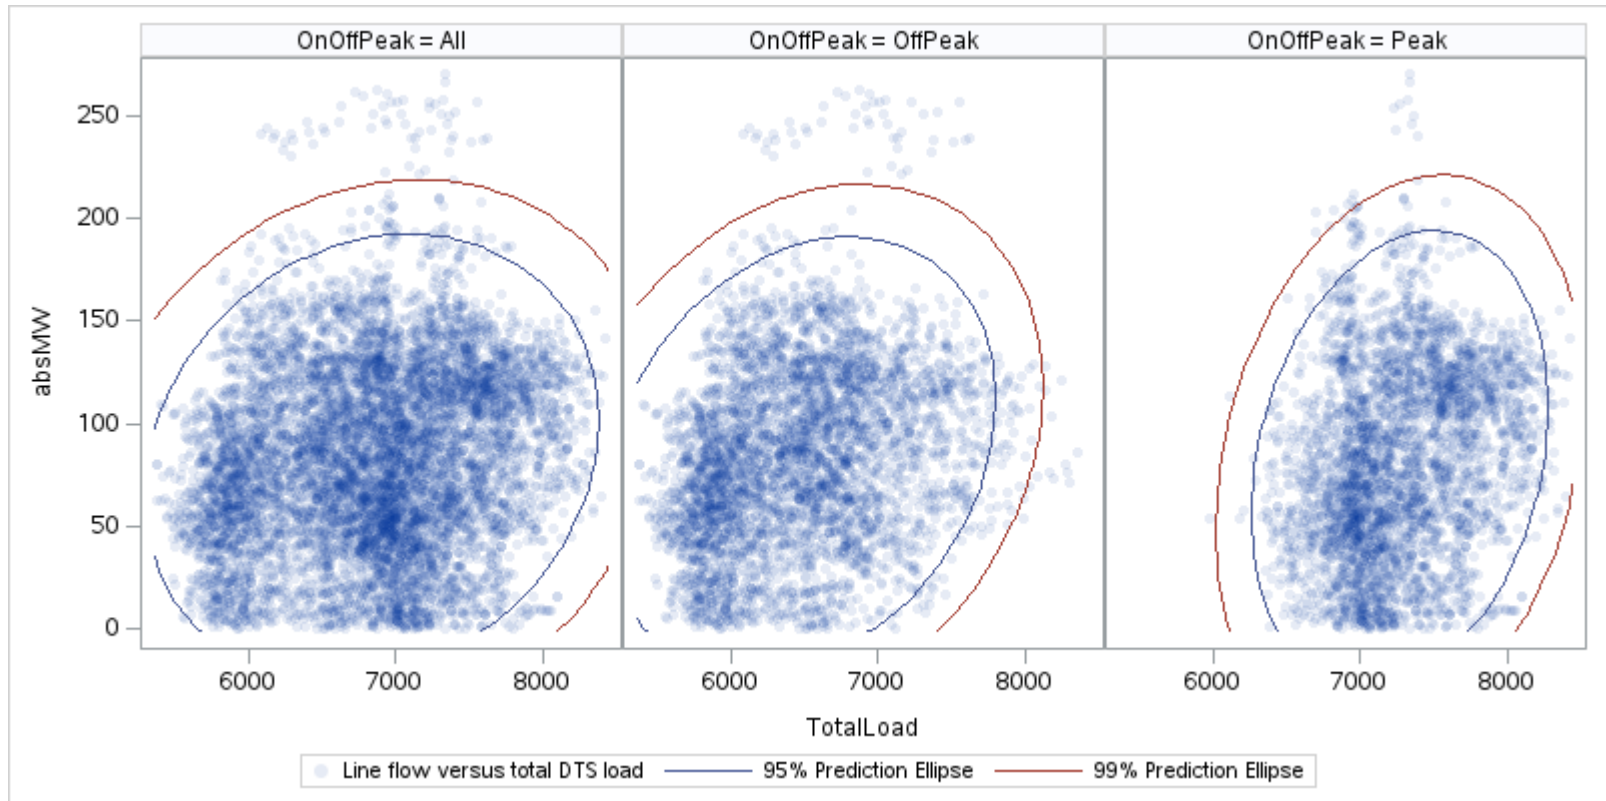 OnOffPeak = All
OnOffPeak = OffPeak
OnOffPeak = Peak
absMW
250
200
150
100
50
0
6000 7000 8000
6000 7000 8000
6000 7000 8000
TotalLoad
Line flow versus total DTS load 95% Prediction Ellipse 99% Prediction Ellipse